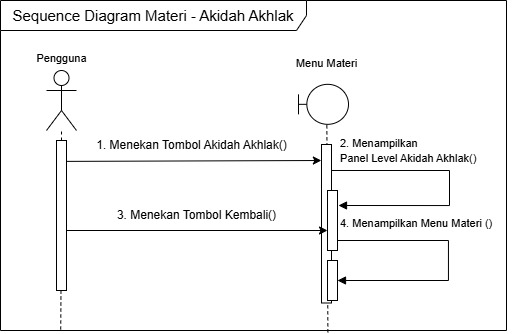 Sequence Diagram Materi - Akidah Akhlak
Pengguna
Menu Materi
1. Menekan Tombol Akidah Akhlak()
2. Menampilkan
Panel Level Akidah Akhlak()
3. Menekan Tombol Kembali()
4. Menampilkan Menu Materi ()